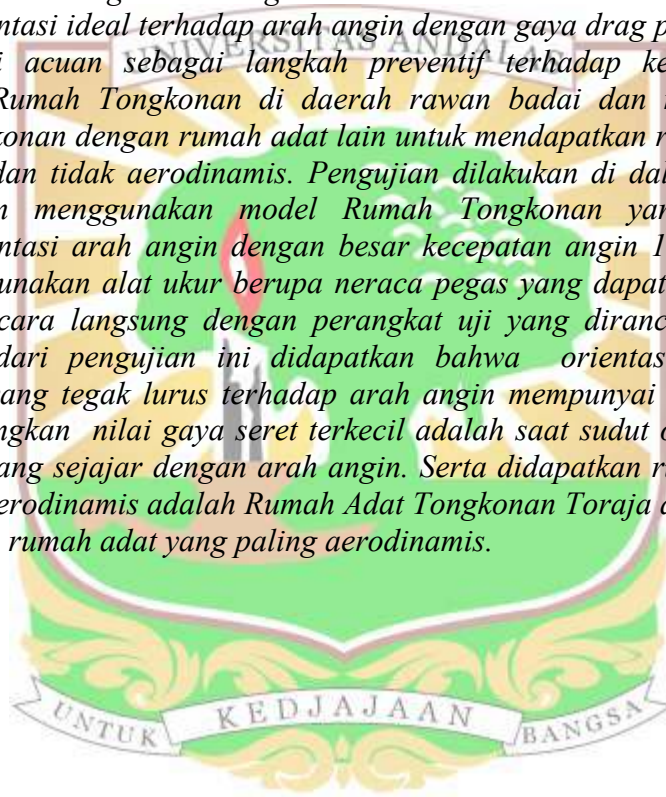 ntasi ideal terhadap arah angin dengan gaya drag p
UNIVERSITAS ANDALAS
i acuan sebagai langkah preventif terhadap ke
Rumah Tongkonan di daerah rawan badai dan
konan dengan rumah adat lain untuk mendapatkan r
dan tidak aerodinamis. Pengujian dilakukan di dal
n menggunakan model Rumah Tongkonan yan
ntasi arah angin dengan besar kecepatan angin 1
unakan alat ukur berupa neraca pegas yang dapat
cara langsung dengan perangkat uji yang diranc
dari pengujian ini didapatkan bahwa orientas
ang tegak lurus terhadap arah angin mempunyai
ngkan nilai gaya seret terkecil adalah saat sudut o
ang sejajar dengan arah angin. Serta didapatkan r
erodinamis adalah Rumah Adat Tongkonan Toraja a
rumah adat yang paling aerodinamis.
UNTUK KEDJAJAAN BANGSA